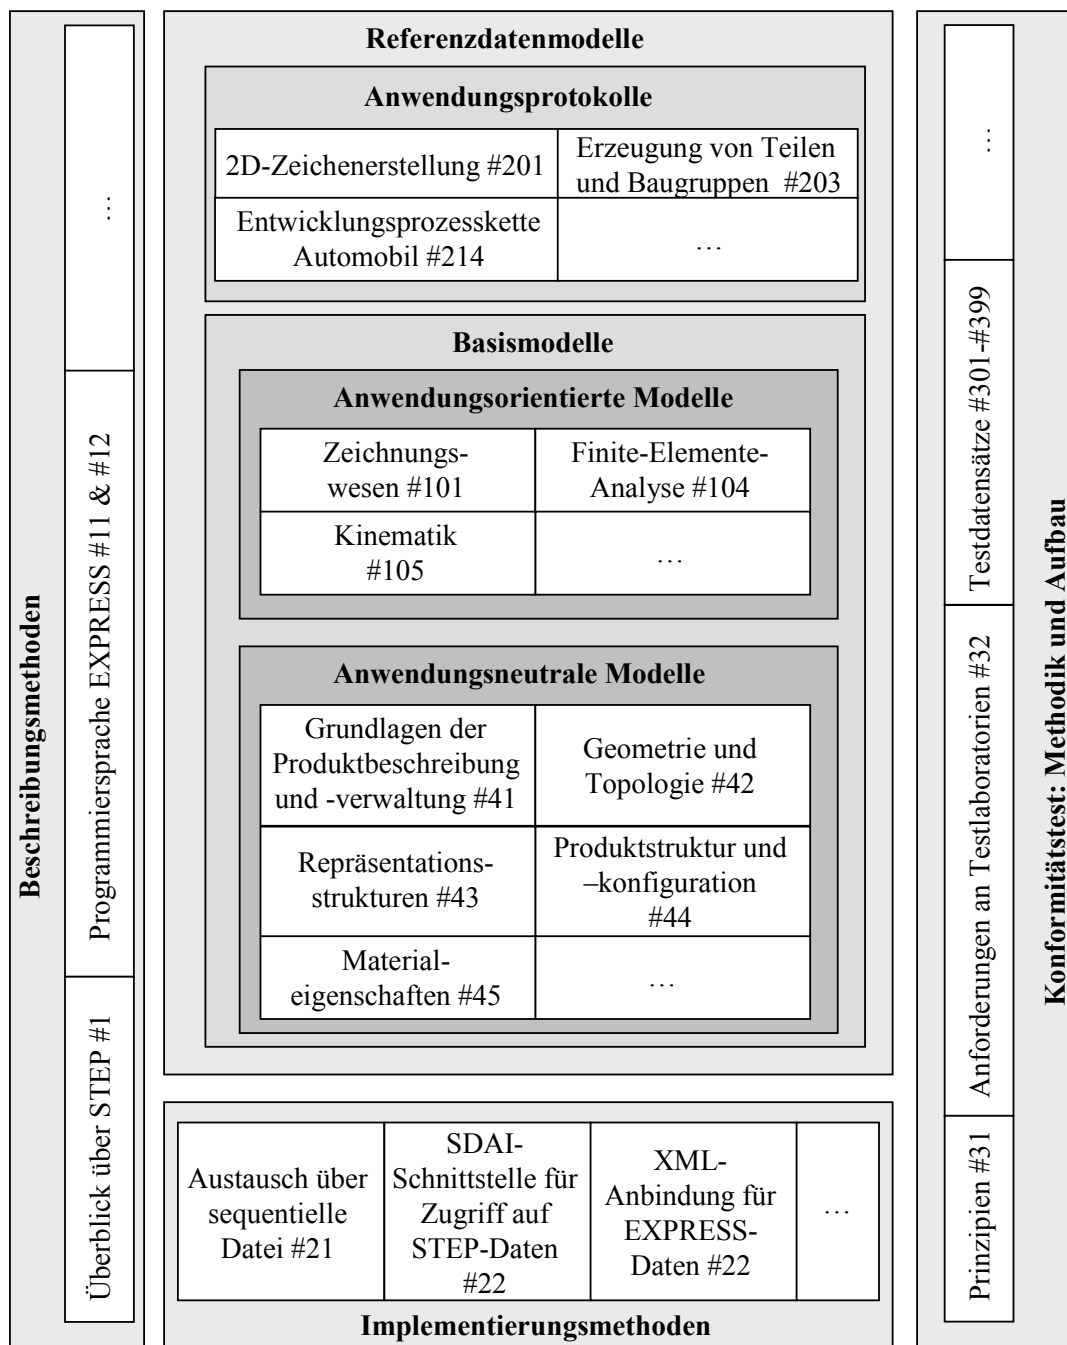 Beschreibungsmethoden
…
Programmiersprache EXPRESS #11 & #12
Überblick über STEP #1
Referenzdatenmodelle
Anwendungsprotokolle
2D-Zeichenerstellung #201
Erzeugung von Teilen
und Baugruppen #203
Entwicklungsprozesskette
Automobil #214
…
Basismodelle
Anwendungsorientierte Modelle
Zeichnungs-
wesen #101
Finite-Elemente-
Analyse #104
Kinematik
#105
…
Anwendungsneutrale Modelle
Grundlagen der
Produktbeschreibung
und -verwaltung #41
Geometrie und
Topologie #42
Repräsentations-
strukturen #43
Produktstruktur und
–konfiguration
#44
Material-
eigenschaften #45
…
Austausch über
sequentielle
Datei #21
SDAI-
Schnittstelle für
Zugriff auf
STEP-Daten
#22
XML-
Anbindung für
EXPRESS-
Daten #22
…
Implementierungsmethoden
…
Testdatensätze #301-#399
Anforderungen an Testlaboratorien #32
Prinzipien #31
Konformitätstest: Methodik und Aufbau